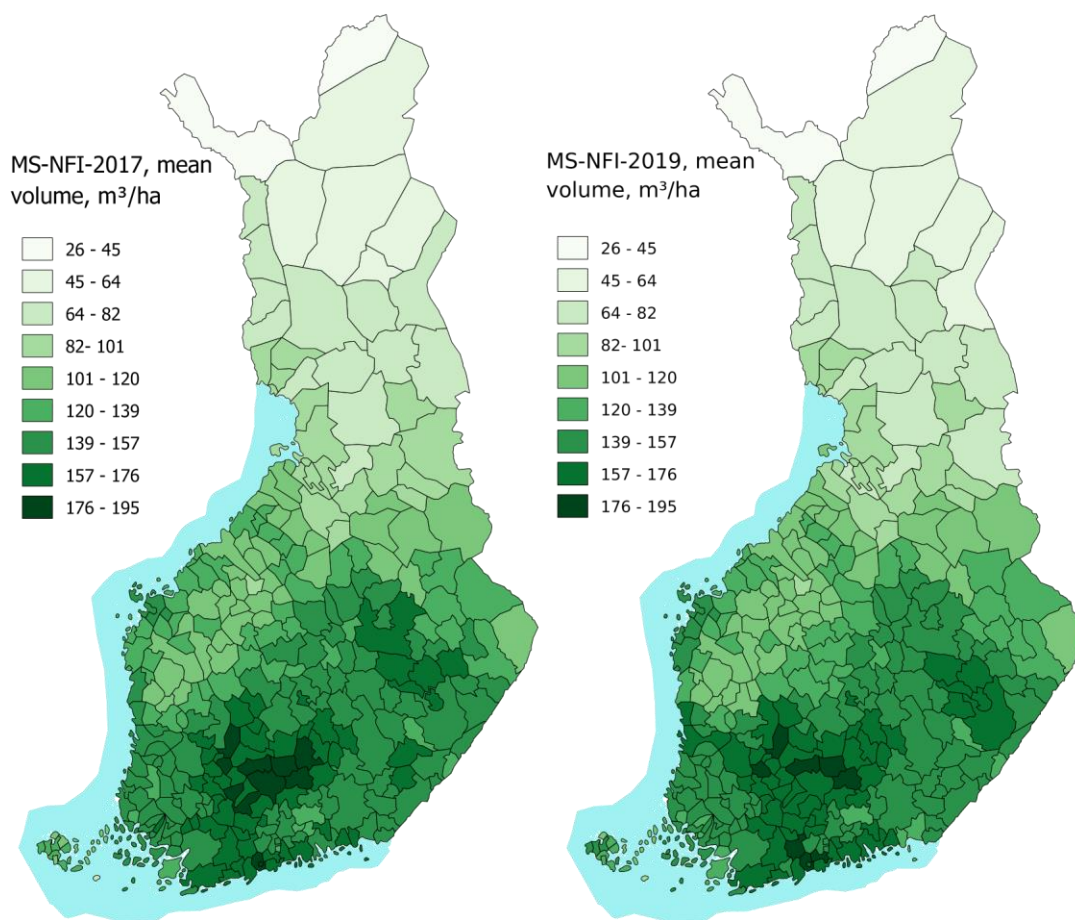 MS-NFI-2017, mean
volume, m³/ha
26 - 45
45 - 64
64 - 82
82- 101
101 - 120
120 - 139
139 - 157
157 - 176
176 - 195
MS-NFI-2019, mean
volume, m³/ha
26 - 45
45 - 64
64 - 82
82- 101
101 - 120
120 - 139
139 - 157
157 - 176
176 - 195